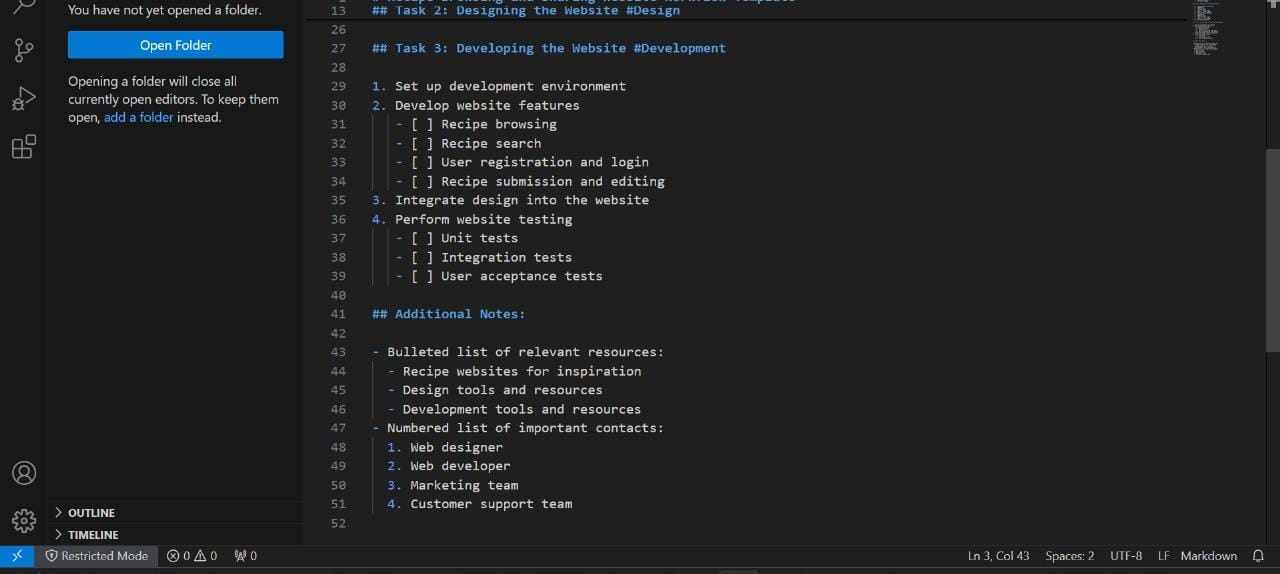 You have not yet opened a folder.
Open Folder
Opening a folder will close all
currently open editors. To keep them
open, add a folder instead.
OUTLINE
TIMELINE
13 ## Task 2: Designing the Website #Design
26
27 ## Task 3: Developing the Website #Development
28
29 1. Set up development environment
30 2. Develop website features
31 - [ ] Recipe browsing
32 - [ ] Recipe search
33 - [ ] User registration and login
34 - [ ] Recipe submission and editing
35 3. Integrate design into the website
36 4. Perform website testing
37 - [ ] Unit tests
38 - [ ] Integration tests
39 - [ ] User acceptance tests
40
41 ## Additional Notes:
42
43 - Bulleted list of relevant resources:
44 - Recipe websites for inspiration
45 - Design tools and resources
46 - Development tools and resources
47 - Numbered list of important contacts:
48 1. Web designer
49 2. Web developer
50 3. Marketing team
51 4. Customer support team
52
Restricted Mode 0 0 0 Ln 3, Col 43 Spaces: 2 UTF-8 LF Markdown